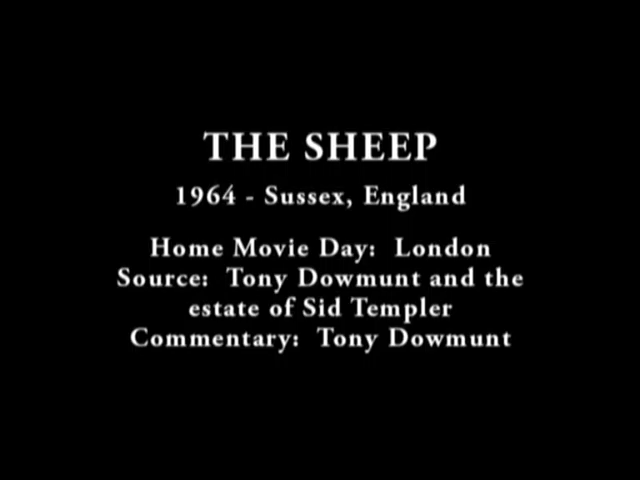 THE SHEEP
1964 - Sussex, England
Home Movie Day: London
Source: Tony Dowmunt and the
estate of Sid Templer
Commentary: Tony Dowmunt